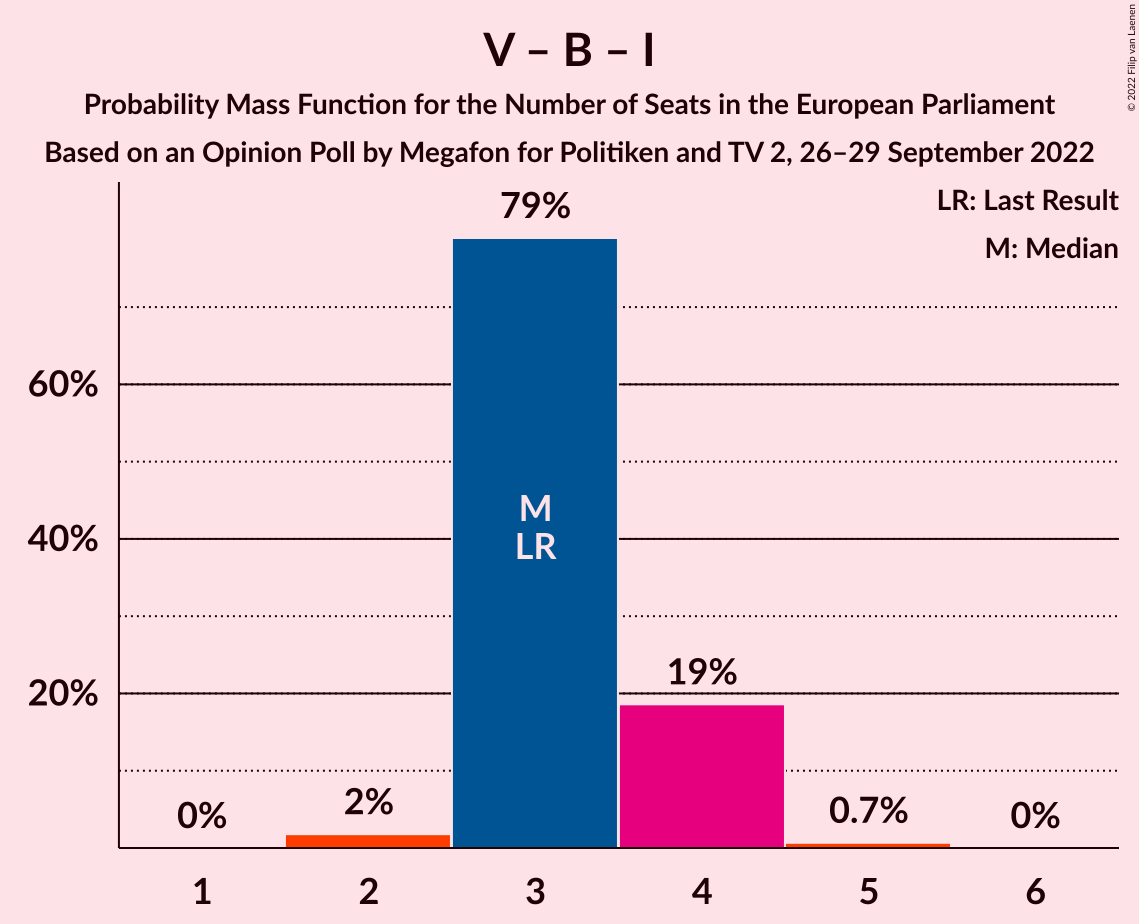 V – B – I
Probability Mass Function for the Number of Seats in the European Parliament
Based on an Opinion Poll by Megafon for Politiken and TV 2, 26–29 September 2022
© 2022 Filip van Laenen
LR: Last Result
M: Median
79%
60%
40%
20%
M
LR
19%
0%
2%
0.7%
0%
1
2
3
4
5
6